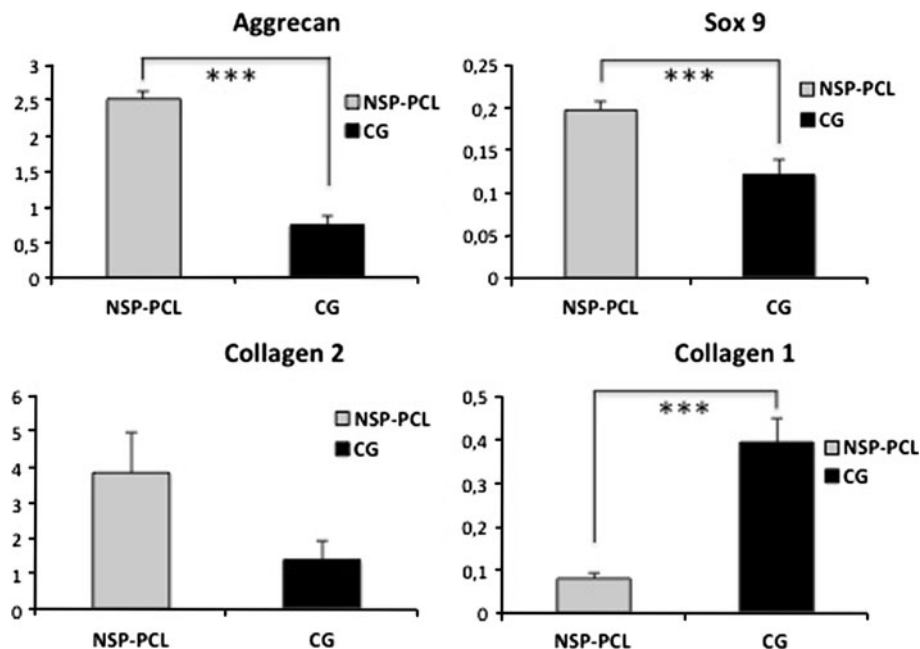 Aggrecan
3
2,5
2
1,5
1
0,5
0
***
NSP-PCL
CG
NSP-PCL
CG
Sox 9
0,25
0,2
0,15
0,1
0,05
0
***
NSP-PCL
CG
NSP-PCL
CG
Collagen 2
6
5
4
3
2
1
0
NSP-PCL
CG
NSP-PCL
CG
Collagen 1
0,5
0,4
0,3
0,2
0,1
0
***
NSP-PCL
CG
NSP-PCL
CG